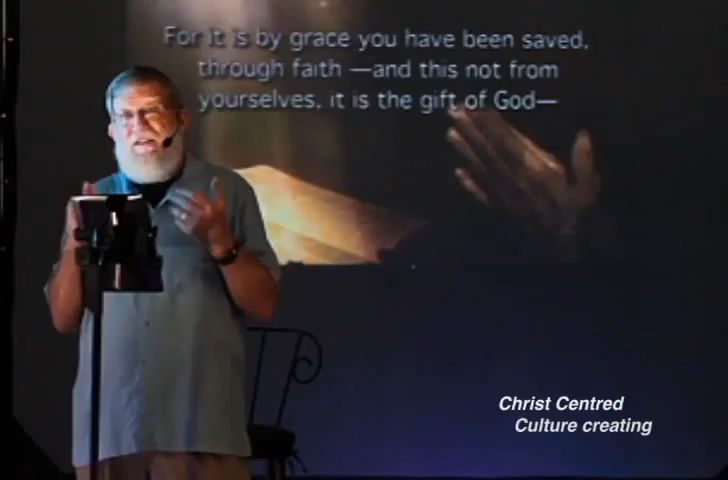 For it is by grace you have been saved,
through faith —and this not from
yourselves, it is the gift of God—
Christ Centred
Culture creating